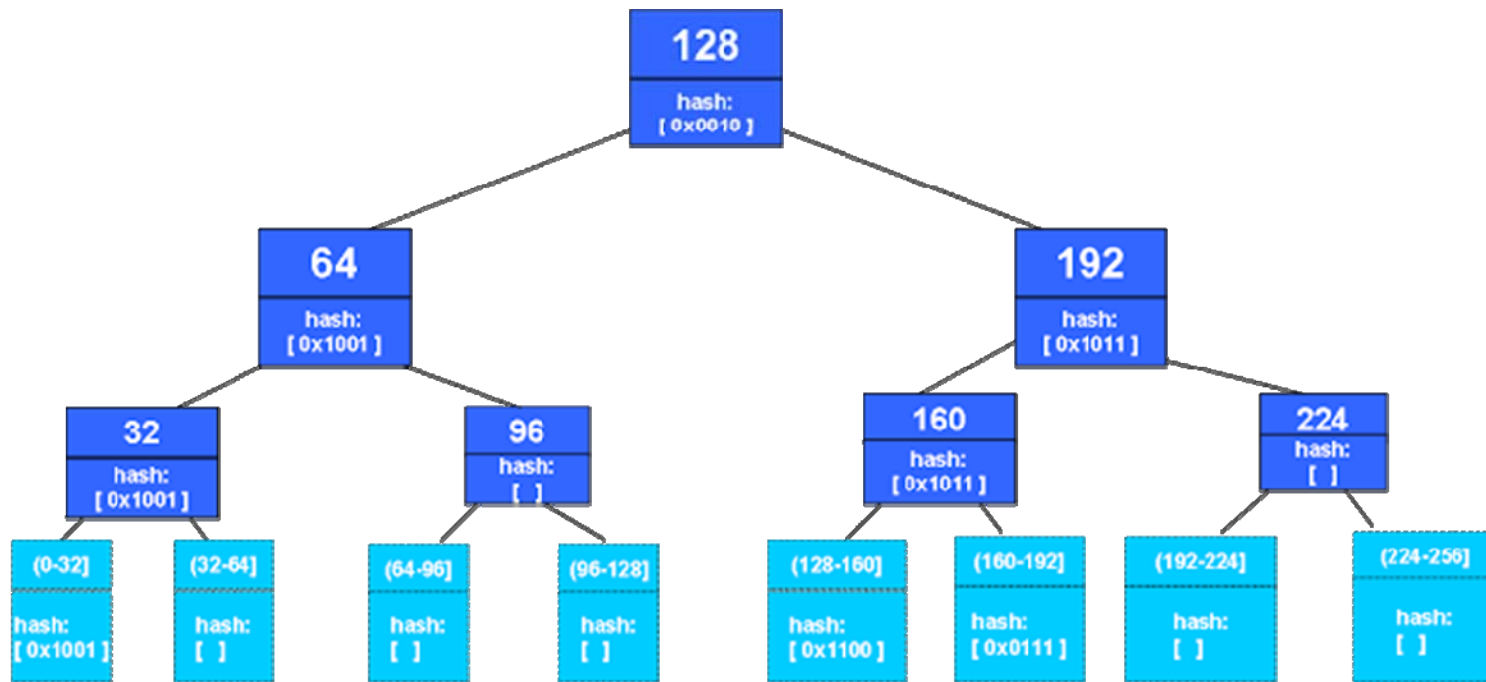 128
hash:
[ 0x0010 ]
64
hash:
[ 0x1001 ]
192
hash:
[ 0x1011 ]
32
hash:
[ 0x1001 ]
96
hash:
[ ]
160
hash:
[ 0x1011 ]
224
hash:
[ ]
(0-32]
hash:
[ 0x1001 ]
(32-64]
hash:
[ ]
(64-96]
hash:
[ ]
(96-128]
hash:
[ ]
(128-160]
hash:
[ 0x1100 ]
(160-192]
hash:
[ 0x0111 ]
(192-224]
hash:
[ ]
(224-256]
hash:
[ ]